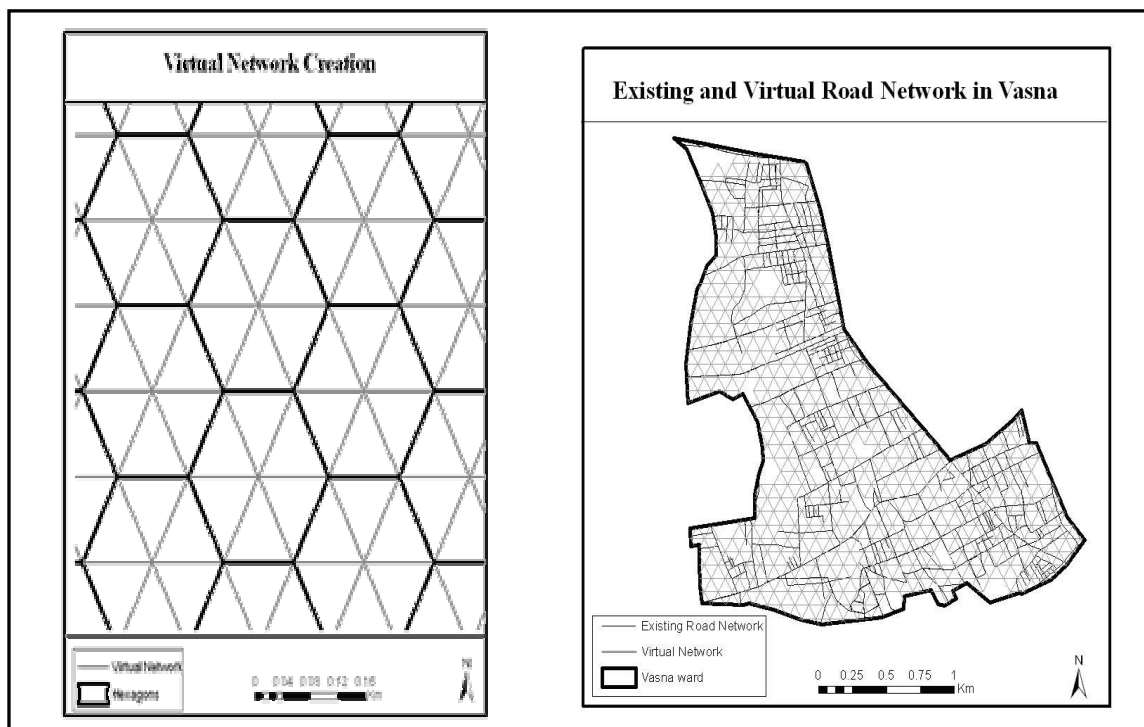 Virtual Network Creation
Virtual Network
Hexagons
0 0.04 0.08 0.12 0.16
Km
N
Existing and Virtual Road Network in Vasna
Existing Road Network
Virtual Network
Vasna ward
0 0.25 0.5 0.75 1
Km
N